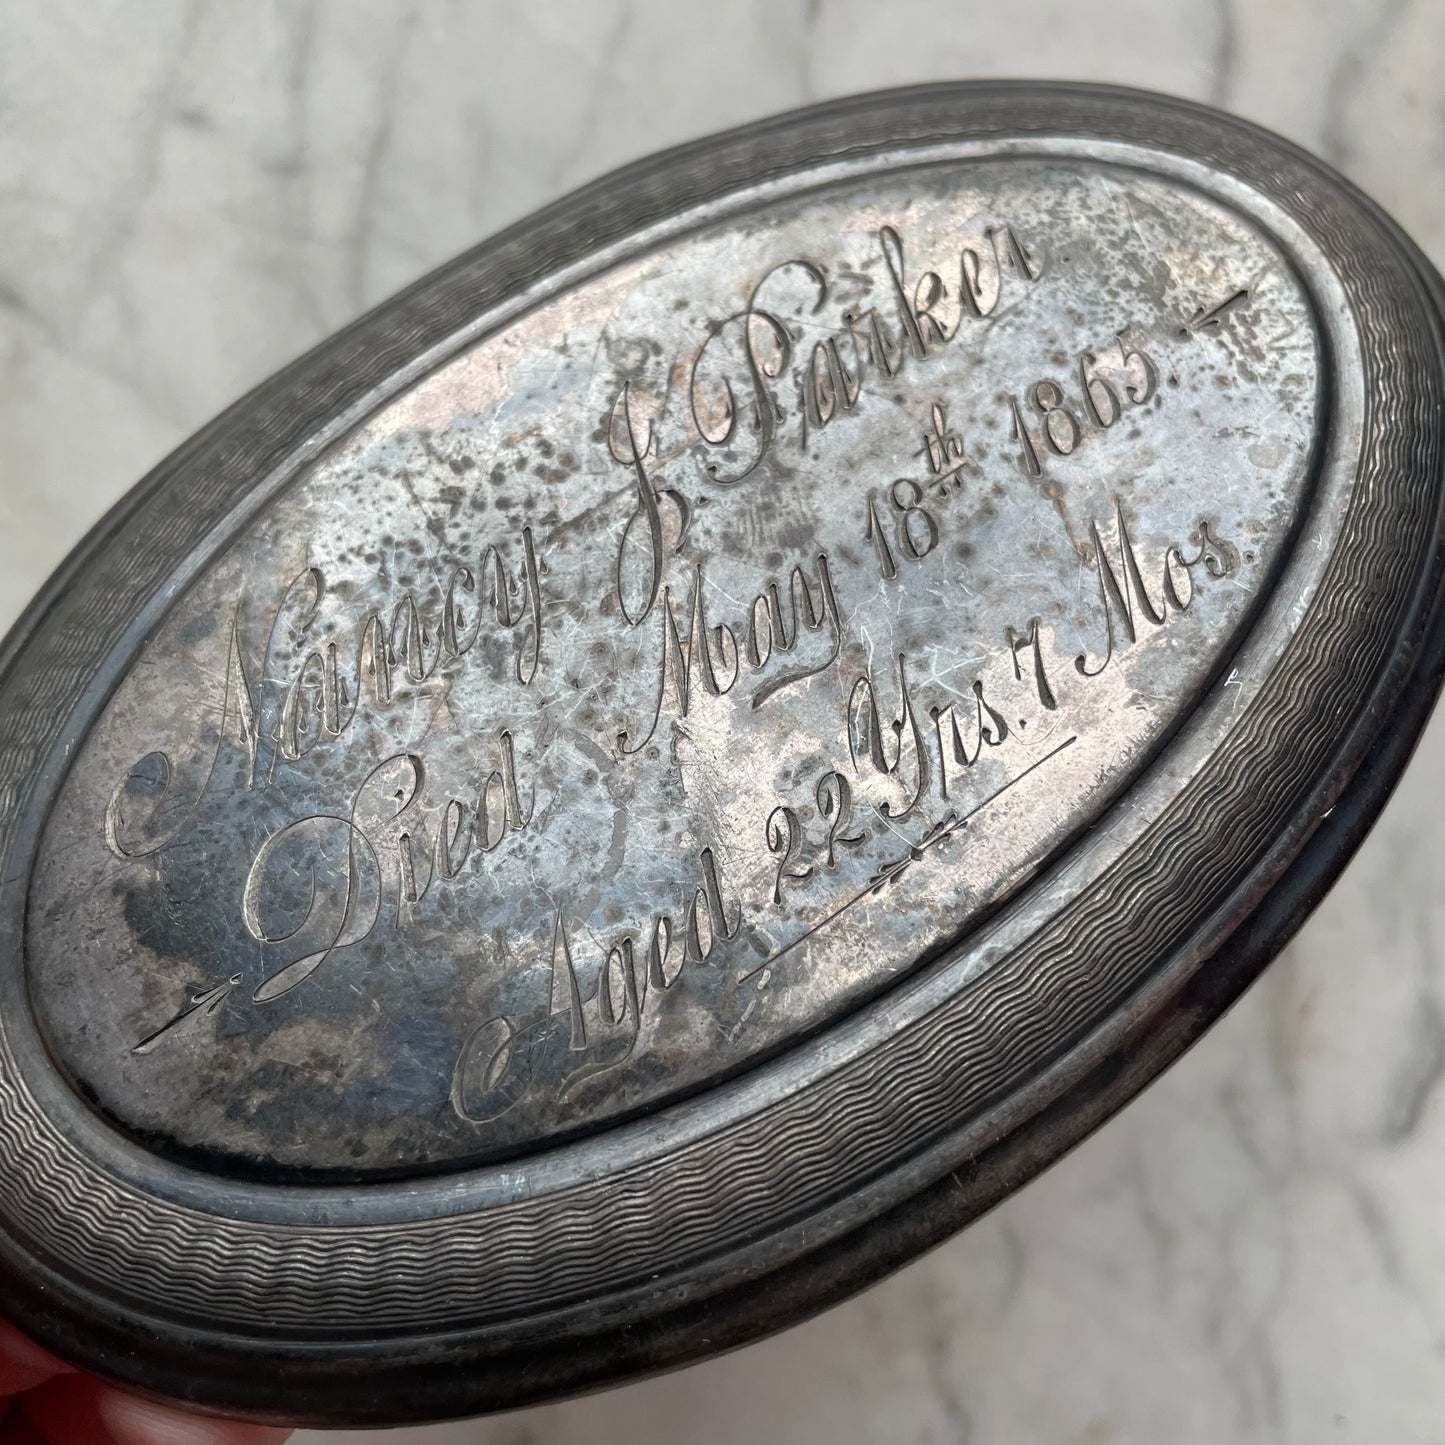 Nancy J Parker
Died May 18th 1865
Aged 22 Yrs. 7 Mos.